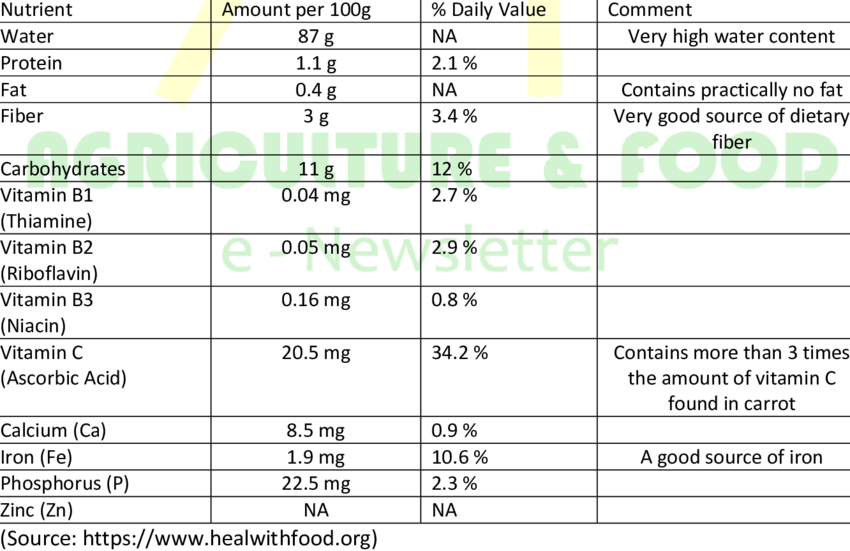 Nutrient Amount per 100g % Daily Value Comment
Water 87 g NA Very high water content
Protein 1.1 g 2.1 %
Fat 0.4 g NA Contains practically no fat
Fiber 3 g 3.4 % Very good source of dietary
fiber
AGRICULTURE & FOOD
Carbohydrates 11 g 12 %
Vitamin B1 0.04 mg 2.7 %
(Thiamine)
Vitamin B2 0.05 mg 2.9 %
e - Newsletter
(Riboflavin)
Vitamin B3 0.16 mg 0.8 %
(Niacin)
Vitamin C 20.5 mg 34.2 % Contains more than 3 times
(Ascorbic Acid) the amount of vitamin C
found in carrot
Calcium (Ca) 8.5 mg 0.9 %
Iron (Fe) 1.9 mg 10.6 % A good source of iron
Phosphorus (P) 22.5 mg 2.3 %
Zinc (Zn) NA NA
(Source: https://www.healwithfood.org)